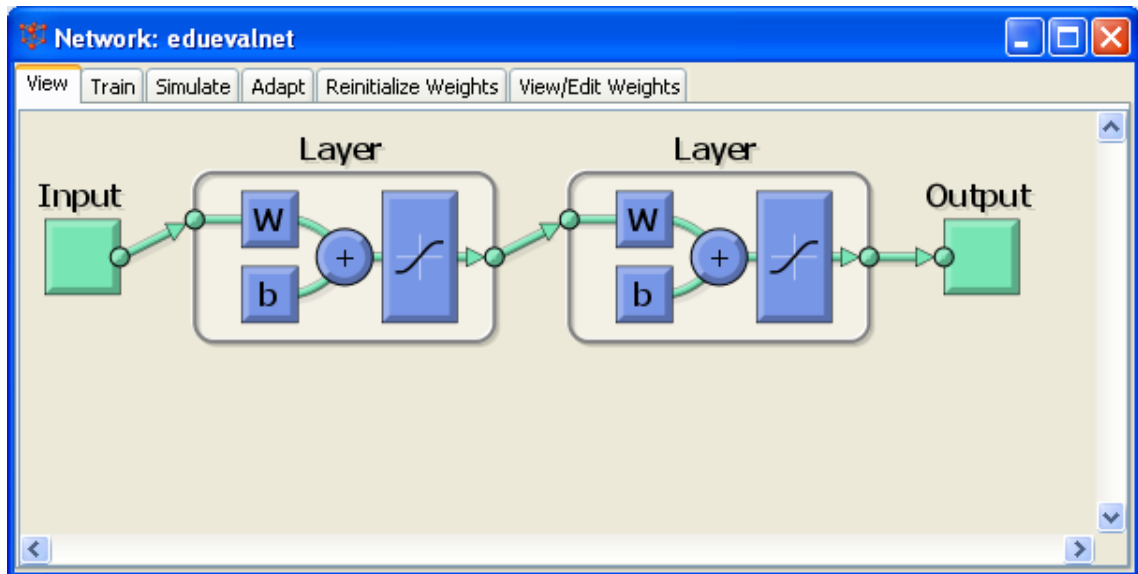 Network: eduevalnet
View Train Simulate Adapt Reinitialize Weights View/Edit Weights
Layer Layer
Input Output
W W
+ +
b b